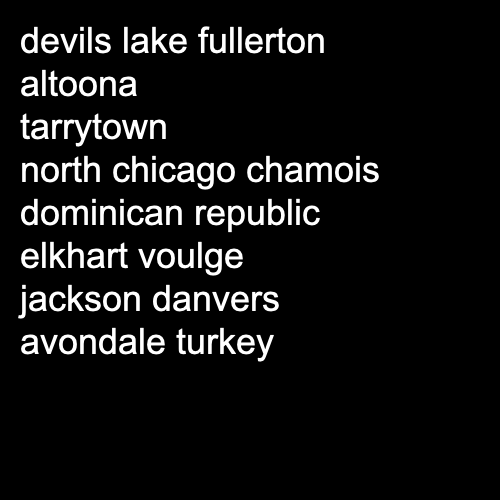 devils lake fullerton
altoona
tarrytown
north chicago chamois
dominican republic
elkhart voulge
jackson danvers
avondale turkey